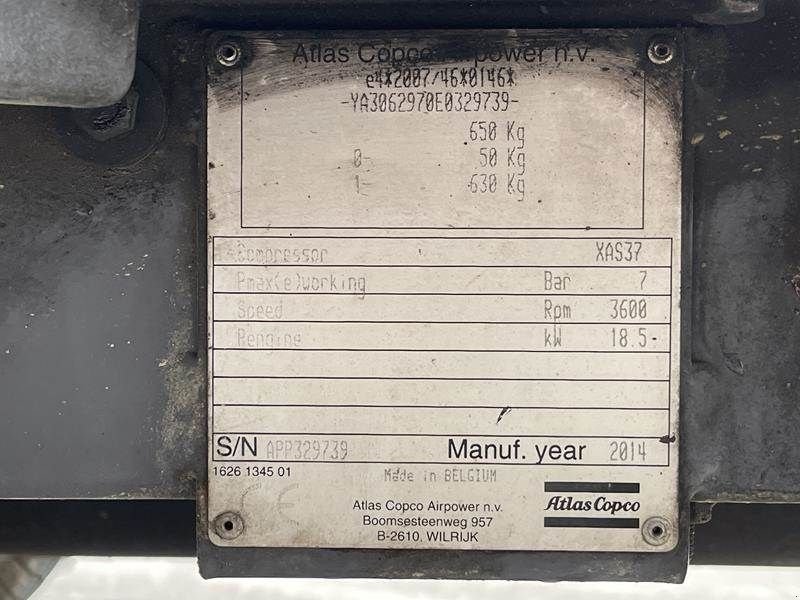 Atlas Copco Airpower n.v.
e4*2007/46*0146*
-YA3062970E0329739-
650 Kg
0- 50 Kg
1- 630 Kg
Compressor XAS37
Pmax(e)working Bar 7
Speed Rpm 3600
Pengine kW 18.5-
S/N APP329739 Manuf. year 2014
1626 1345 01
Made in BELGIUM
CE
Atlas Copco Airpower n.v.
Boomsesteenweg 957
B-2610, WILRIJK
Atlas Copco